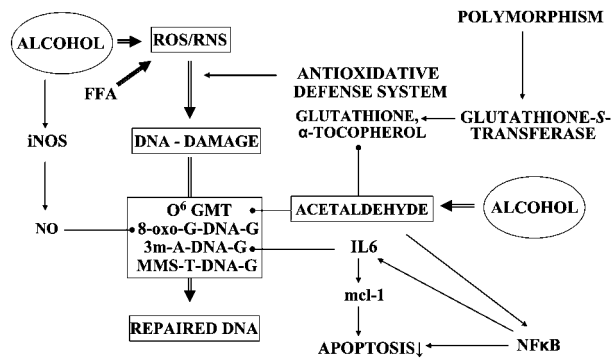 POLYMORPHISM
ALCOHOL
ROS/RNS
FFA
ANTIOXIDATIVE
DEFENSE SYSTEM
iNOS
DNA - DAMAGE
GLUTATHIONE,
α-TOCOPHEROL
GLUTATHIONE-S-
TRANSFERASE
NO
O⁶ GMT
8-oxo-G-DNA-G
3m-A-DNA-G
MMS-T-DNA-G
ACETALDEHYDE
ALCOHOL
IL6
mcl-1
REPAIRED DNA
APOPTOSIS↓
NFκB